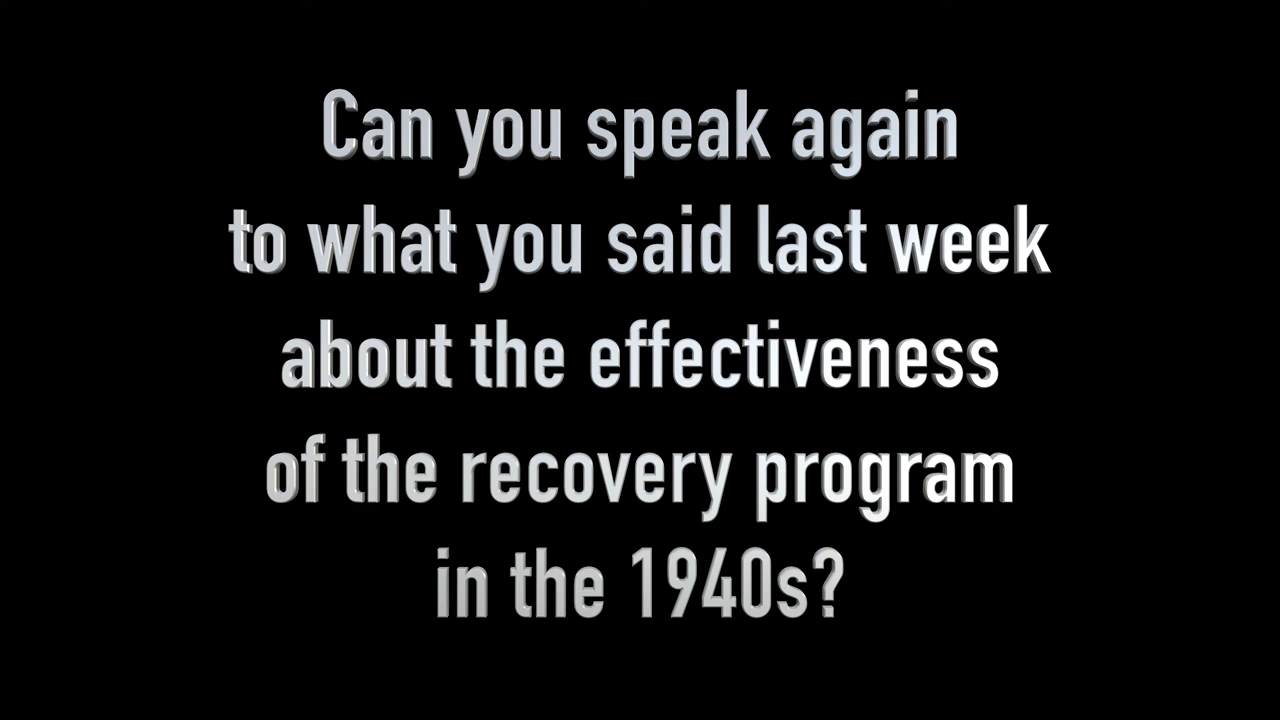 Can you speak again
to what you said last week
about the effectiveness
of the recovery program
in the 1940s?